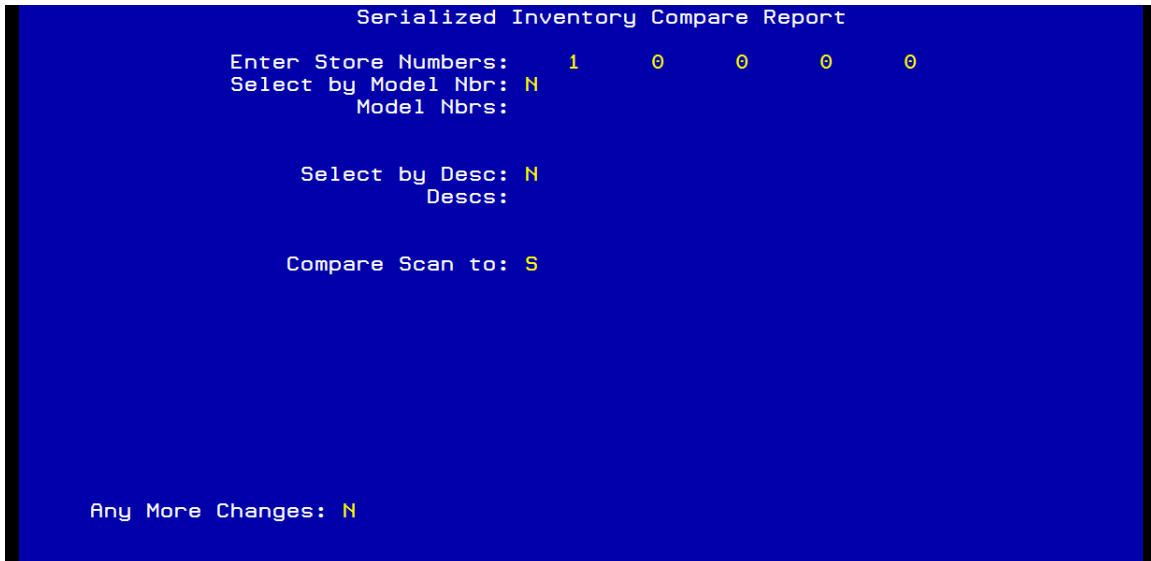 Serialized Inventory Compare Report
Enter Store Numbers: 1 0 0 0 0
Select by Model Nbr: N
Model Nbrs:
Select by Desc: N
Descs:
Compare Scan to: S
Any More Changes: N